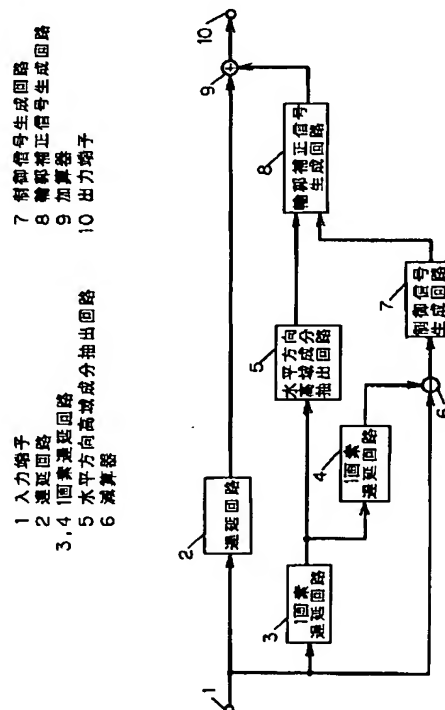 1 入力端子
2 遅延回路
3,4 1画素遅延回路
5 水平方向高域成分抽出回路
6 減算器
7 制御信号生成回路
8 輪郭補正信号生成回路
9 加算器
10 出力端子
1
2
遅延回路
3
1画素
遅延回路
4
1画素
遅延回路
5
水平方向
高域成分
抽出回路
6
7
制御信号
生成回路
8
輪郭補正信号
生成回路
9
+
10